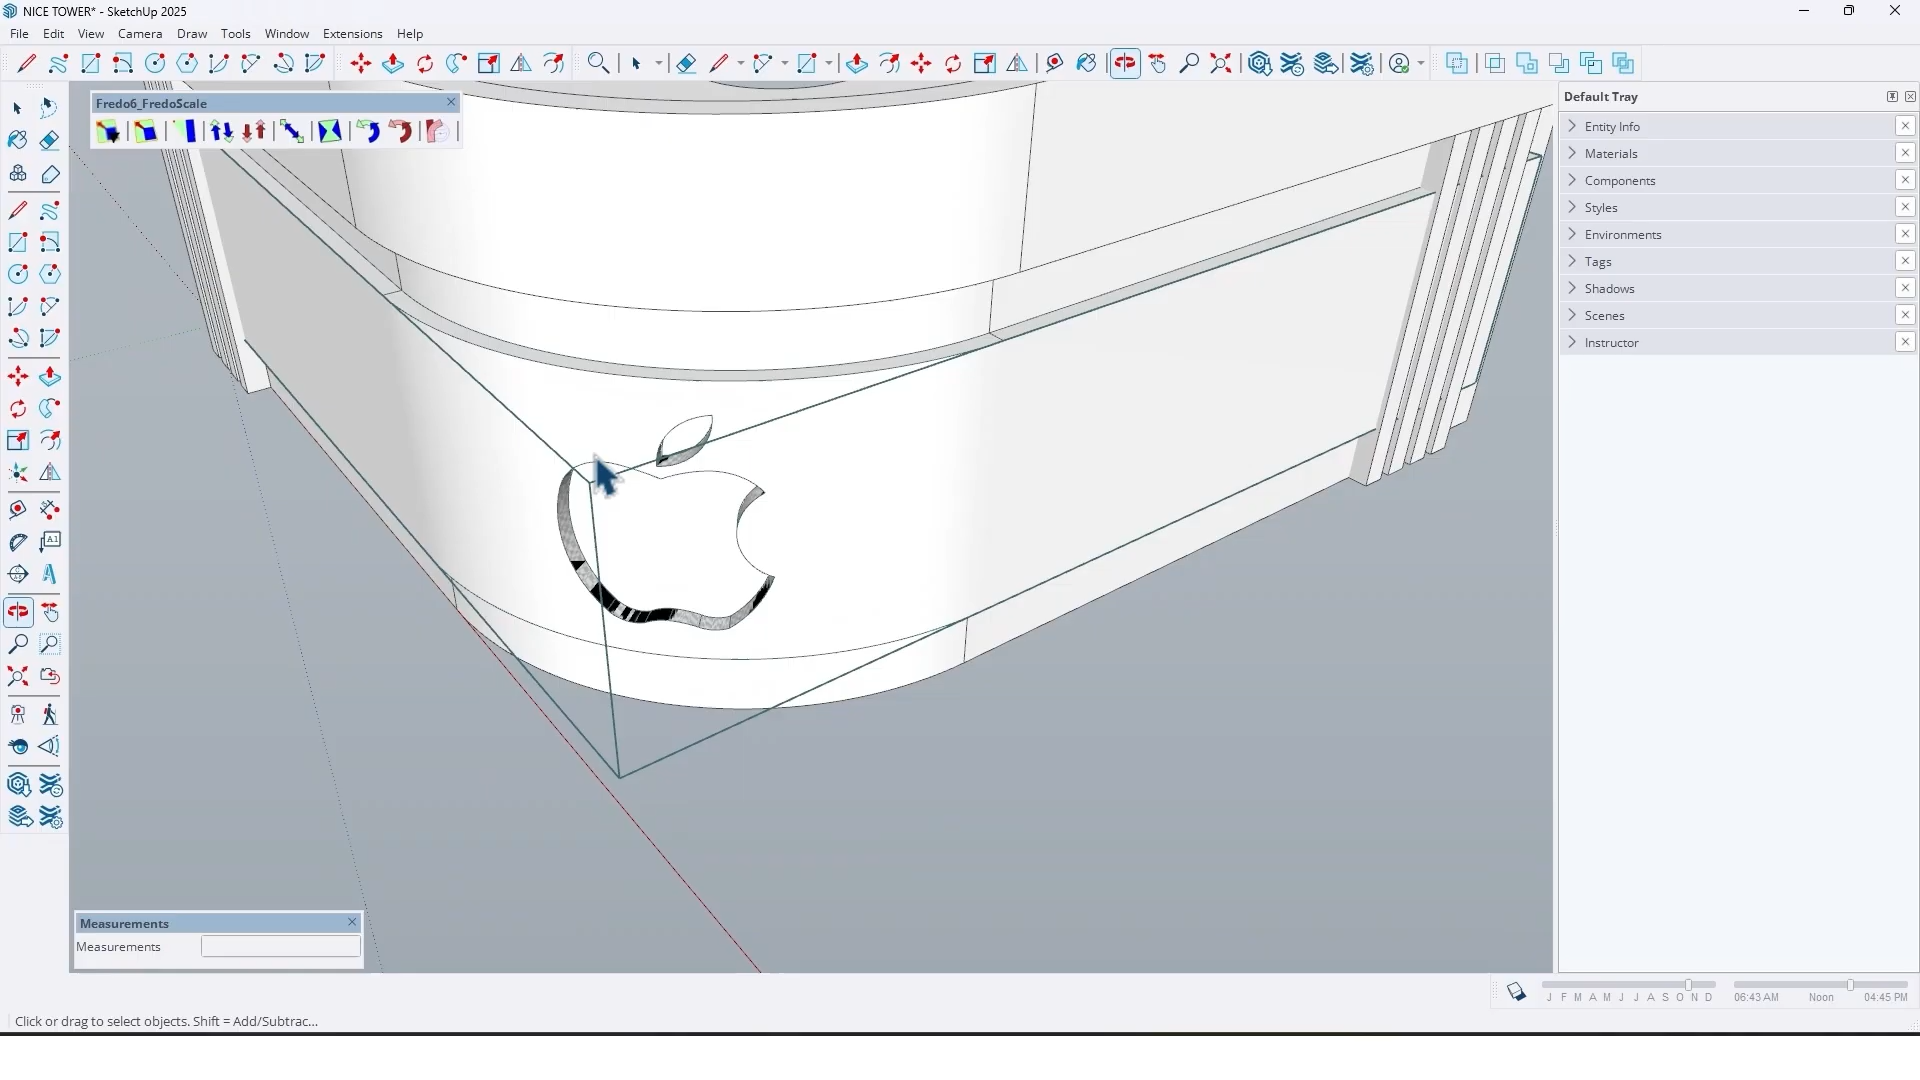 NICE TOWER* - SketchUp 2025
File Edit View Camera Draw Tools Window Extensions Help
Fredo6_FredoScale
Default Tray
Entity Info
Materials
Components
Styles
Environments
Tags
Shadows
Scenes
Instructor
A1
A
Measurements
Measurements
J F M A M J J A S O N D
06:43 AM Noon 04:45 PM
Click or drag to select objects. Shift = Add/Subtrac...